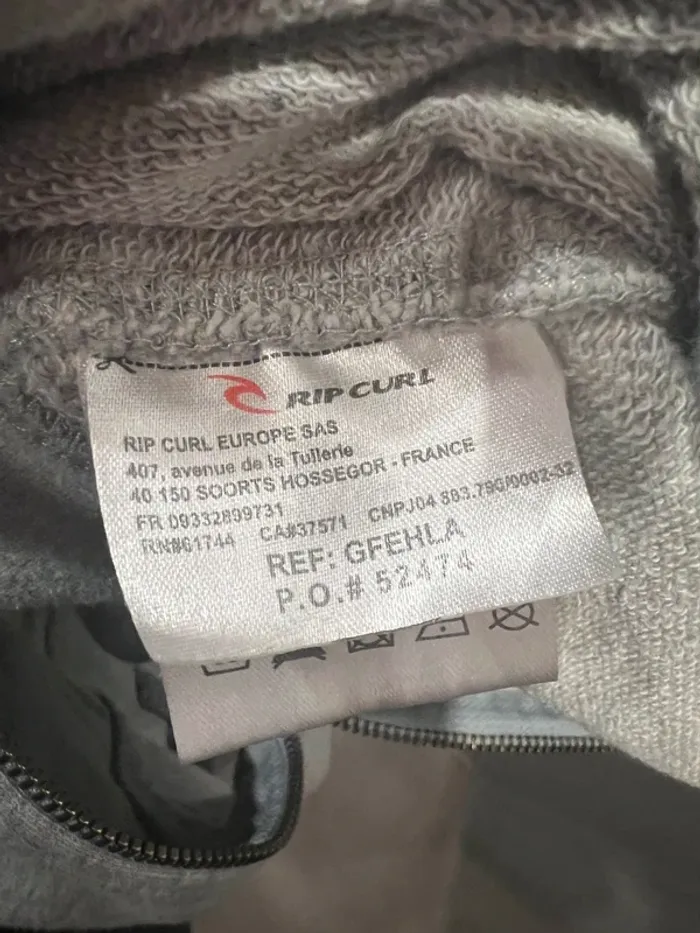 RIP CURL
RIP CURL EUROPE SAS
407, avenue de la Tullerie
40 150 SOORTS HOSSEGOR - FRANCE
FR 09332899731
RN#61744 CA#37571 CNPJ04 883.790/0002-32
REF: GFEHLA
P.O.# 52474